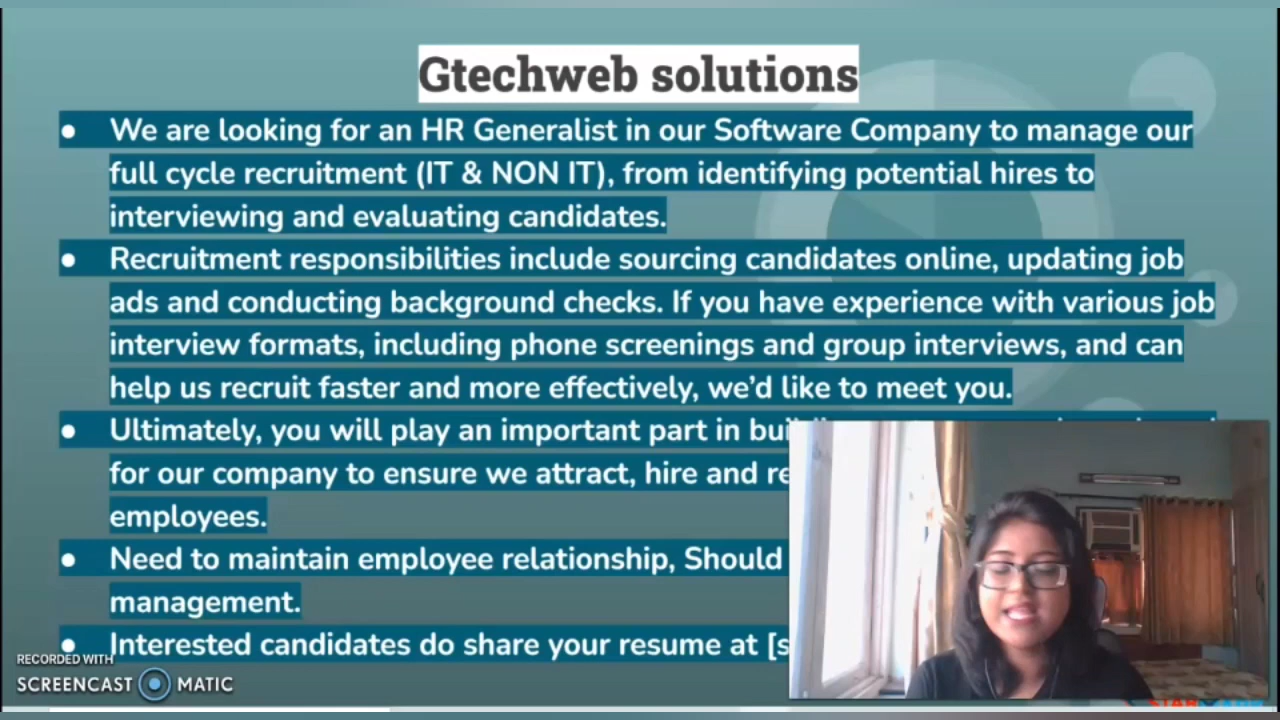 Gtechweb solutions
● We are looking for an HR Generalist in our Software Company to manage our
full cycle recruitment (IT & NON IT), from identifying potential hires to
interviewing and evaluating candidates.
● Recruitment responsibilities include sourcing candidates online, updating job
ads and conducting background checks. If you have experience with various job
interview formats, including phone screenings and group interviews, and can
help us recruit faster and more effectively, we’d like to meet you.
● Ultimately, you will play an important part in
for our company to ensure we attract, hire and
employees.
● Need to maintain employee relationship, Should
management.
● Interested candidates do share your resume at
RECORDED WITH
SCREENCAST MATIC